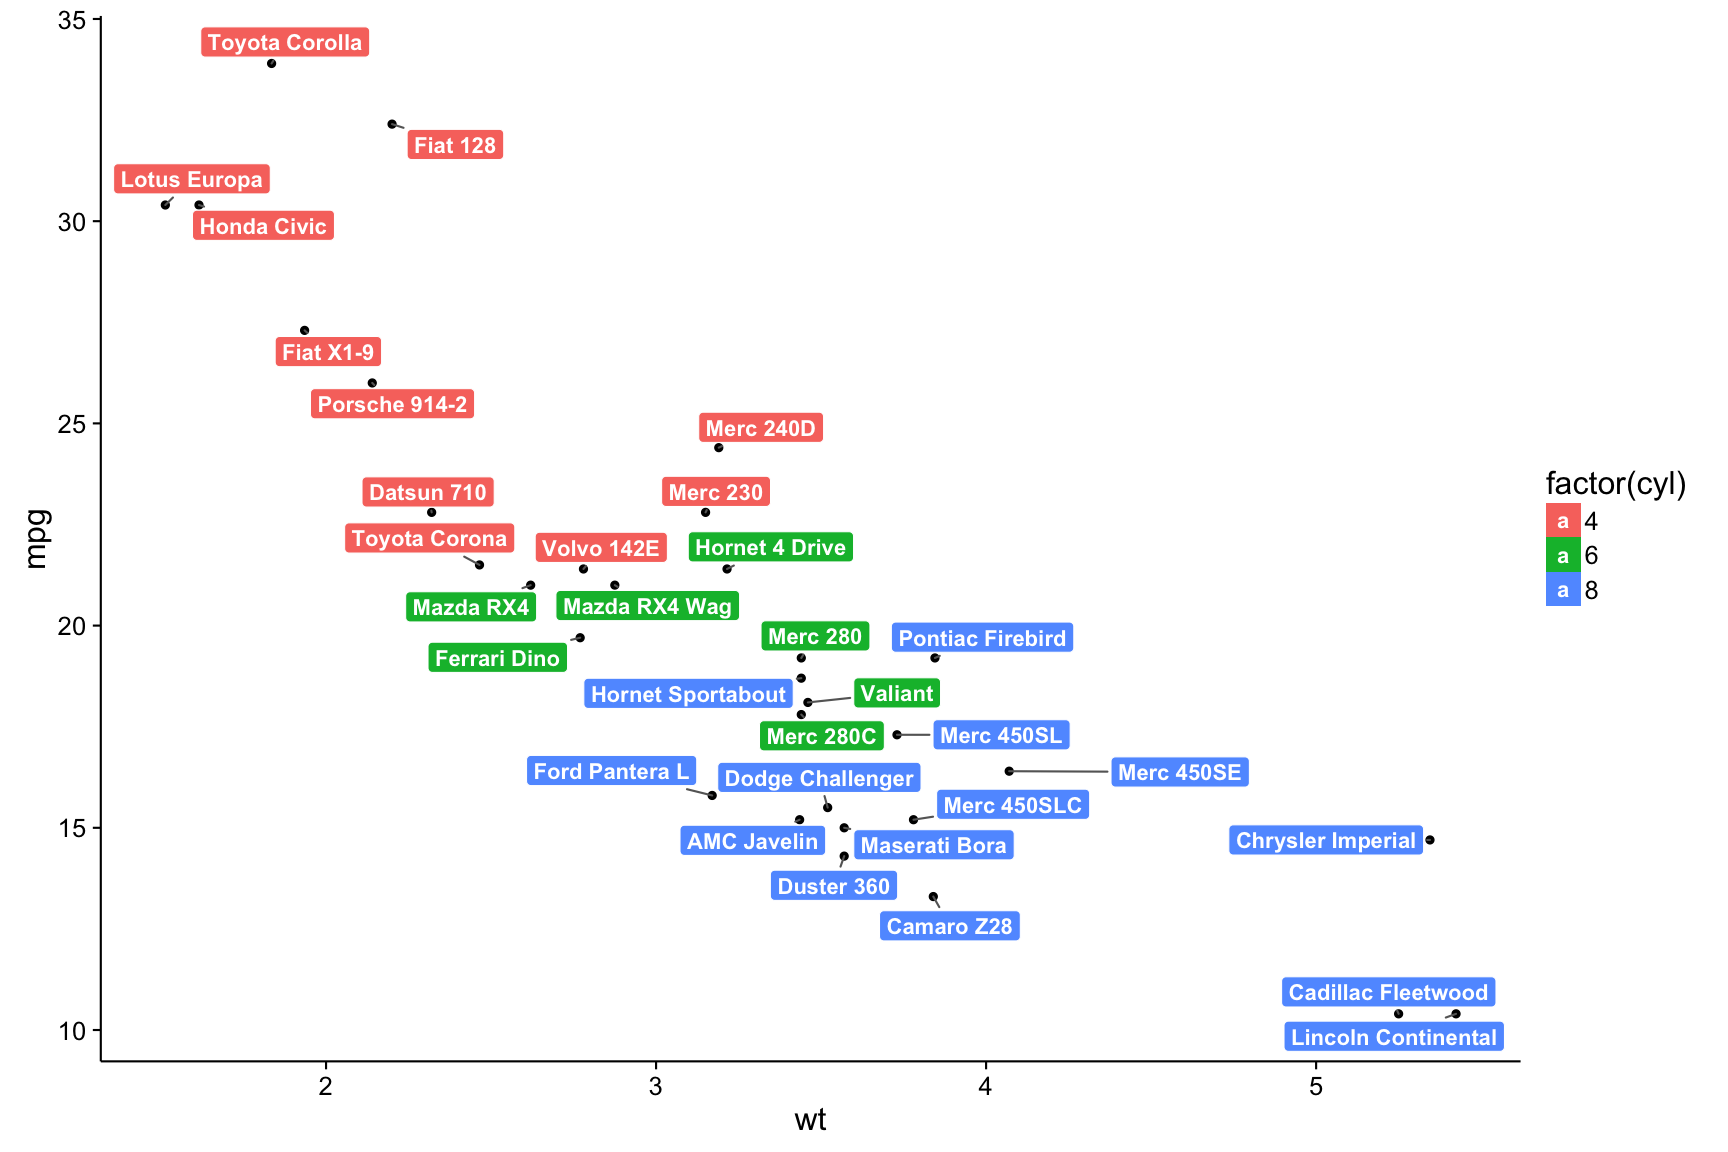 35
Toyota Corolla
Fiat 128
Lotus Europa
30
Honda Civic
Fiat X1-9
Porsche 914-2
25
Merc 240D
Datsun 710
Merc 230
Toyota Corona
Volvo 142E
Hornet 4 Drive
Mazda RX4
Mazda RX4 Wag
20
Merc 280
Pontiac Firebird
Ferrari Dino
Hornet Sportabout
Valiant
Merc 280C
Merc 450SL
Ford Pantera L
Dodge Challenger
Merc 450SE
Merc 450SLC
15
AMC Javelin
Maserati Bora
Chrysler Imperial
Duster 360
Camaro Z28
Cadillac Fleetwood
10
Lincoln Continental
2 3 4 5
wt
mpg
factor(cyl)
a 4
a 6
a 8